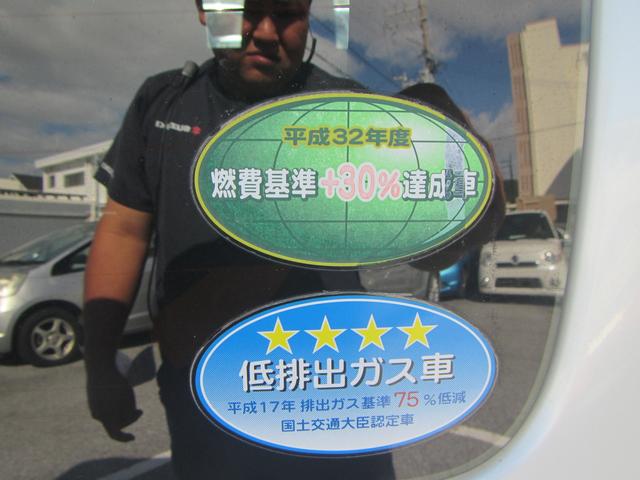 平成32年度
燃費基準+30%達成車
低排出ガス車
平成17年 排出ガス基準 75 %低減
国土交通大臣認定車